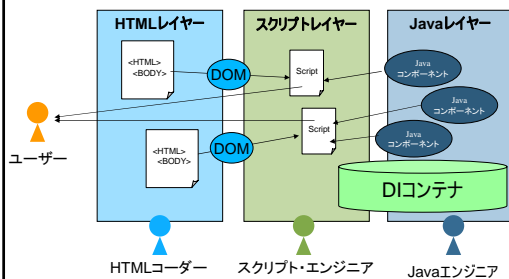 HTMLレイヤー
スクリプトレイヤー
Javaレイヤー
<HTML>
<BODY>
DOM
Script
Java
コンポーネント
Java
コンポーネント
Script
Java
コンポーネント
<HTML>
<BODY>
DOM
ユーザー
DIコンテナ
HTMLコーダー
スクリプト・エンジニア
Javaエンジニア